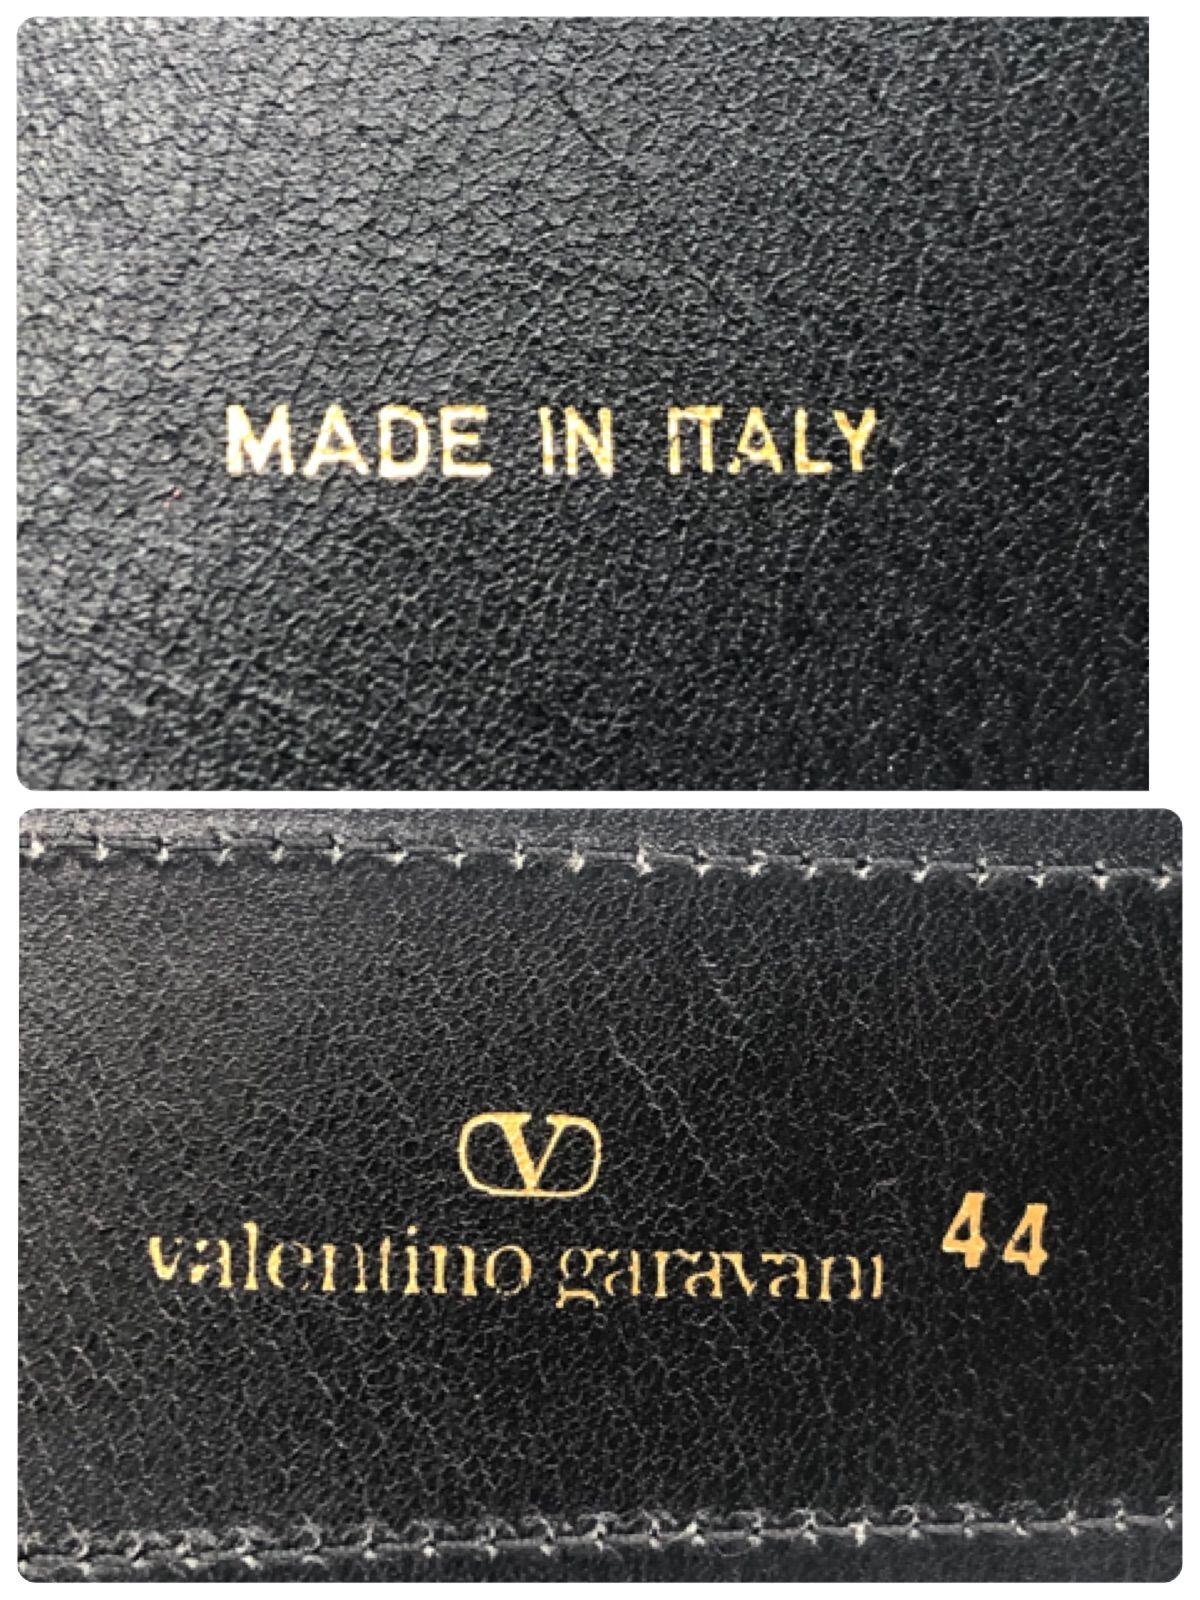 MADE IN ITALY
V
valentino garavani 44